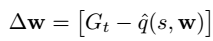 Δw = [G_t − q̂(s, w)]